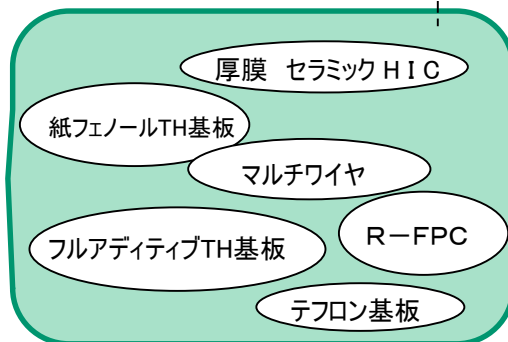 厚膜 セラミックＨＩＣ
紙フェノールTH基板
マルチワイヤ
Ｒ－FPC
フルアディティブTH基板
テフロン基板